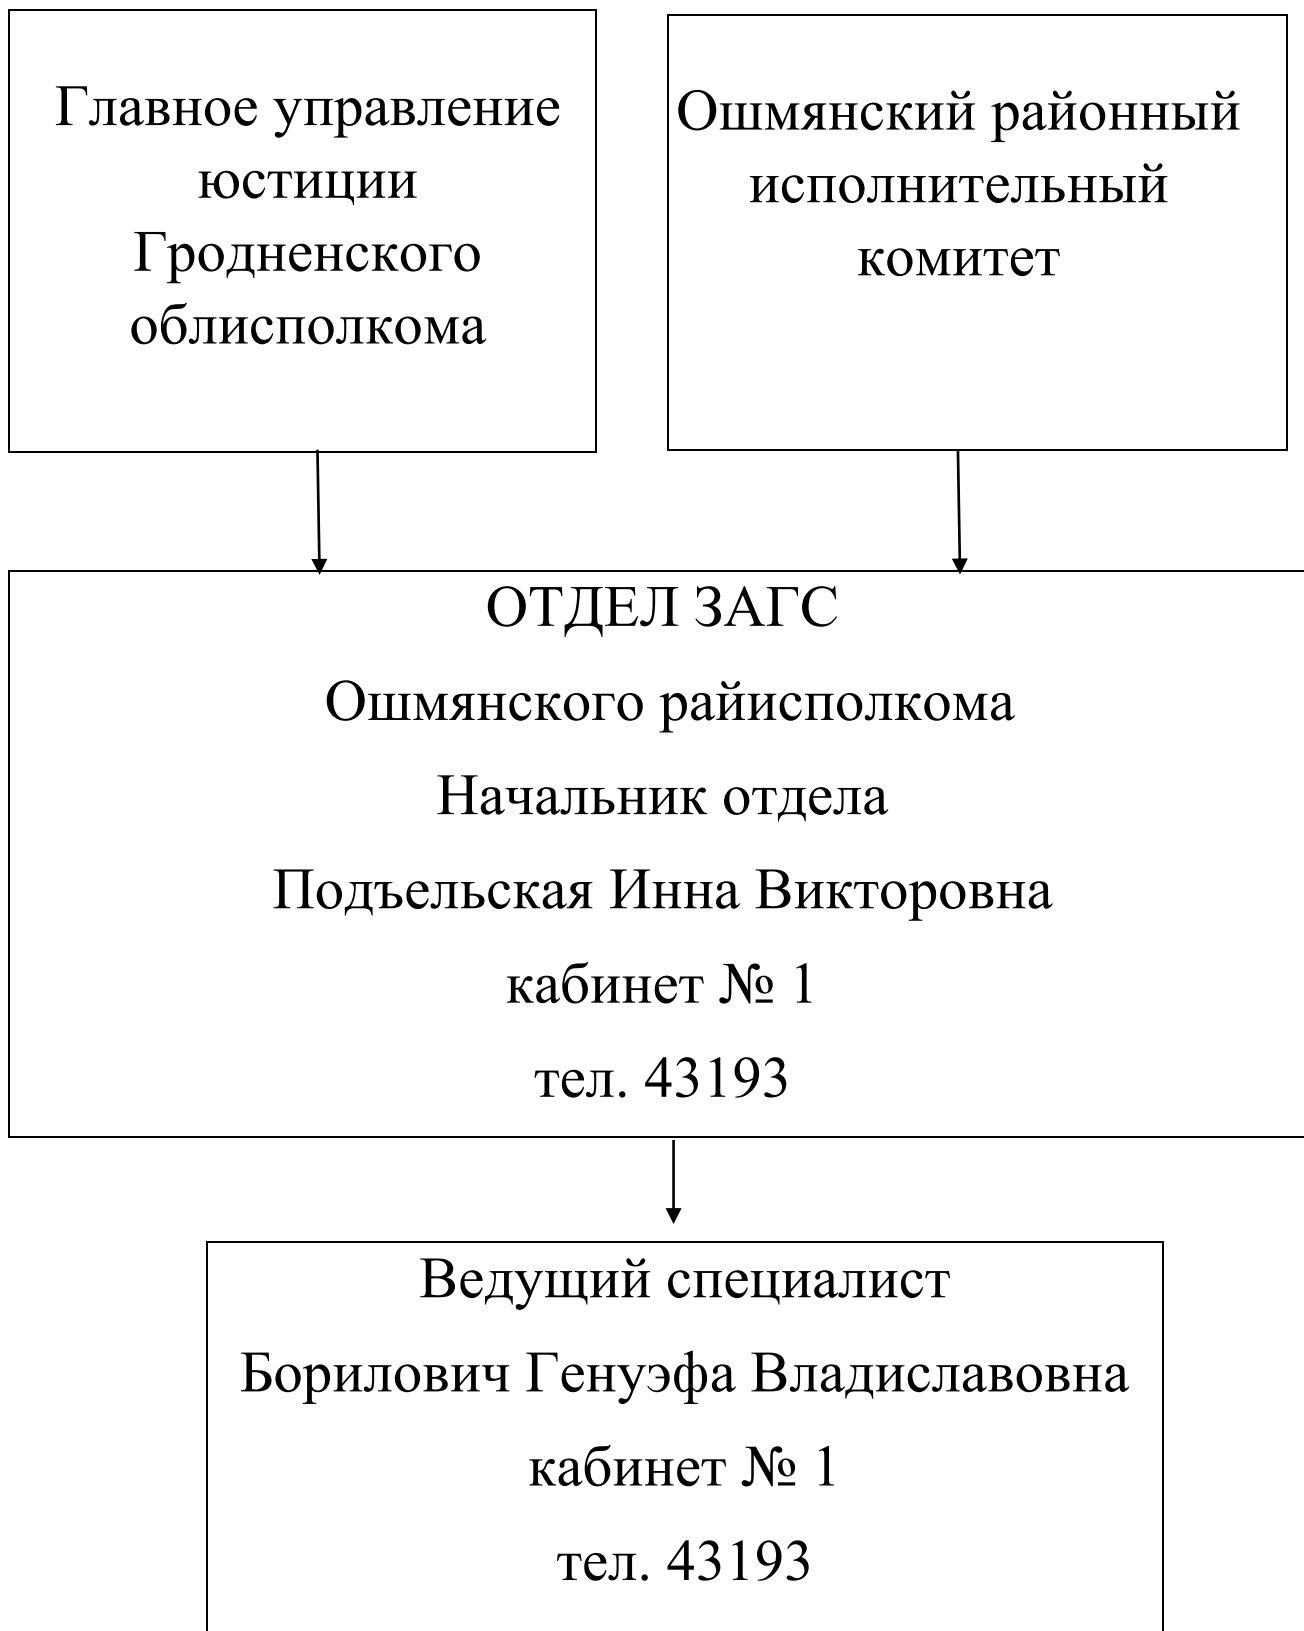 Главное управление
юстиции
Гродненского
облисполкома
Ошмянский районный
исполнительный
комитет
ОТДЕЛ ЗАГС
Ошмянского райисполкома
Начальник отдела
Подъельская Инна Викторовна
кабинет № 1
тел. 43193
Ведущий специалист
Борилович Генуэфа Владиславовна
кабинет № 1
тел. 43193